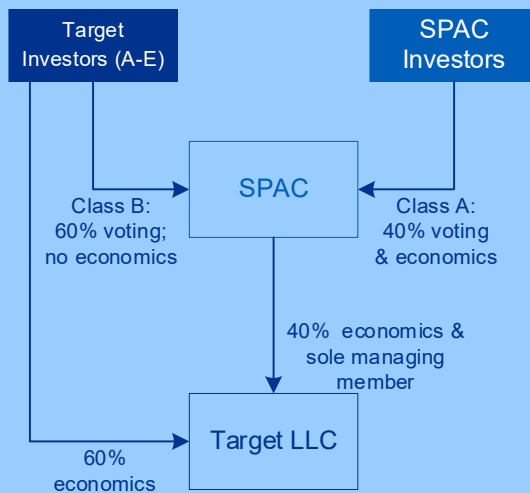 Target
Investors (A-E)
SPAC
Investors
SPAC
Class B:
60% voting;
no economics
Class A:
40% voting
& economics
40% economics &
sole managing
member
Target LLC
60%
economics